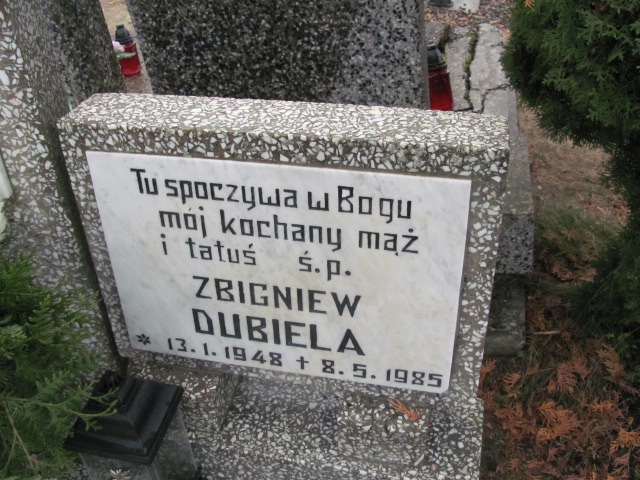 Tu spoczywa w Bogu
mój kochany mąż
i tatuś ś.p.
ZBIGNIEW
DUBIELA
* 13.1.1948 + 8.5.1985